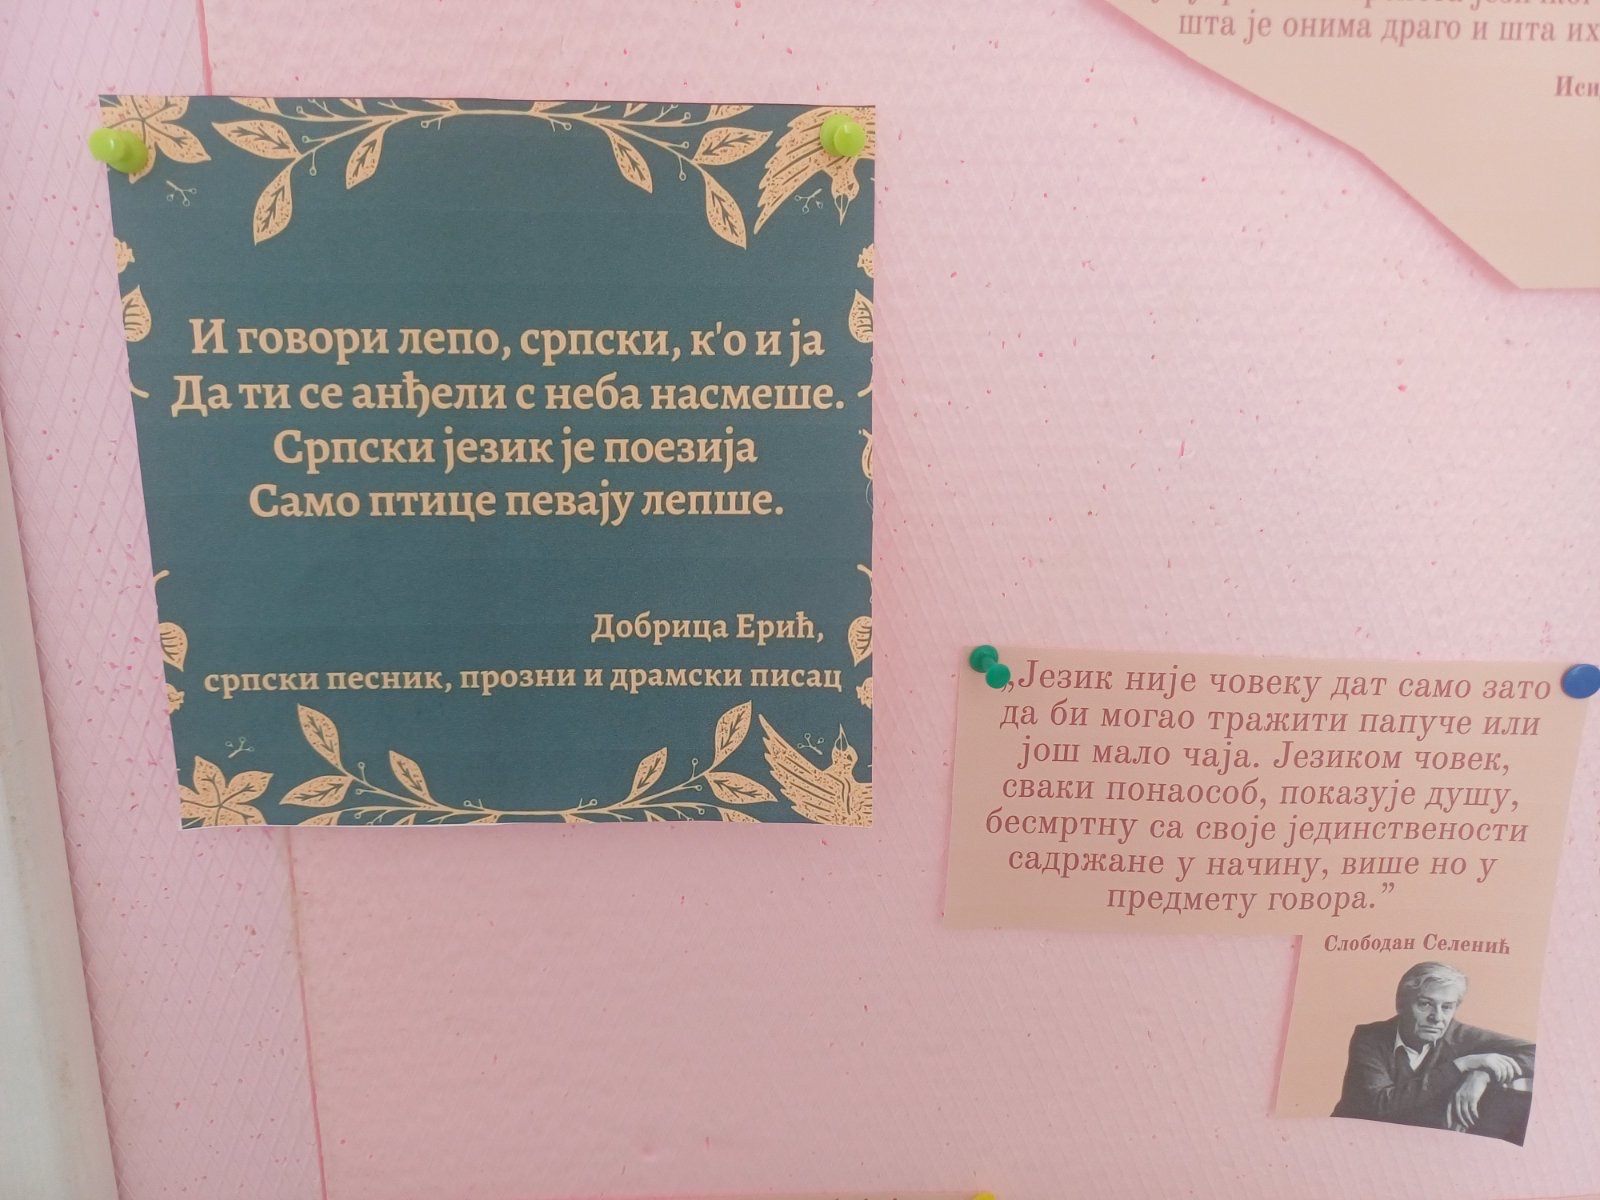 шта је онима драго и шта их
И говори лепо, српски, к'о и ја
Да ти се анђели с неба насмеше.
Српски језик је поезија
Само птице певају лепше.
Добрица Ерић,
српски песник, прозни и драмски писац
„Језик није човеку дат само зато
да би могао тражити папуче или
још мало чаја. Језиком човек,
сваки понаособ, показује душу,
бесмртну са своје јединствености
садржане у начину, више но у
предмету говора.”
Слободан Селенић